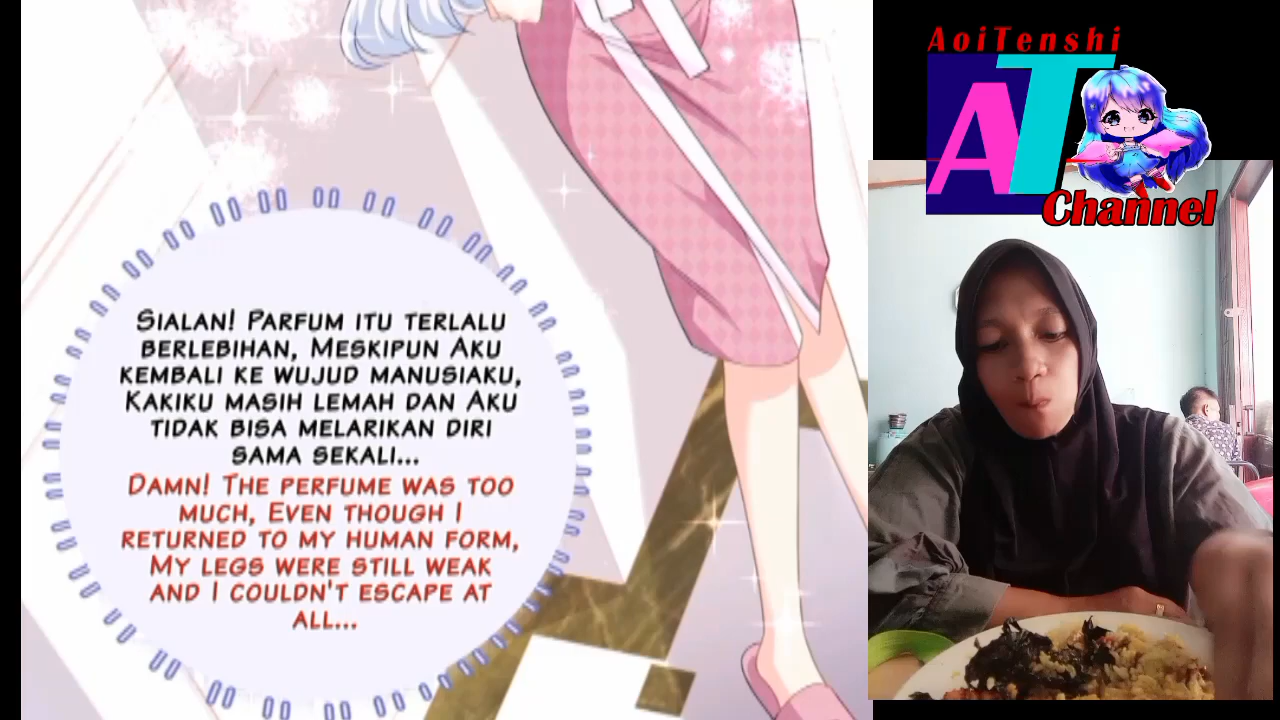 SIALAN! PARFUM ITU TERLALU
BERLEBIHAN, MESKIPUN AKU
KEMBALI KE WUJUD MANUSIAKU,
KAKIKU MASIH LEMAH DAN AKU
TIDAK BISA MELARIKAN DIRI
SAMA SEKALI...
DAMN! THE PERFUME WAS TOO
MUCH, EVEN THOUGH I
RETURNED TO MY HUMAN FORM,
MY LEGS WERE STILL WEAK
AND I COULDN'T ESCAPE AT
ALL...
AoiTenshi
AT
Channel